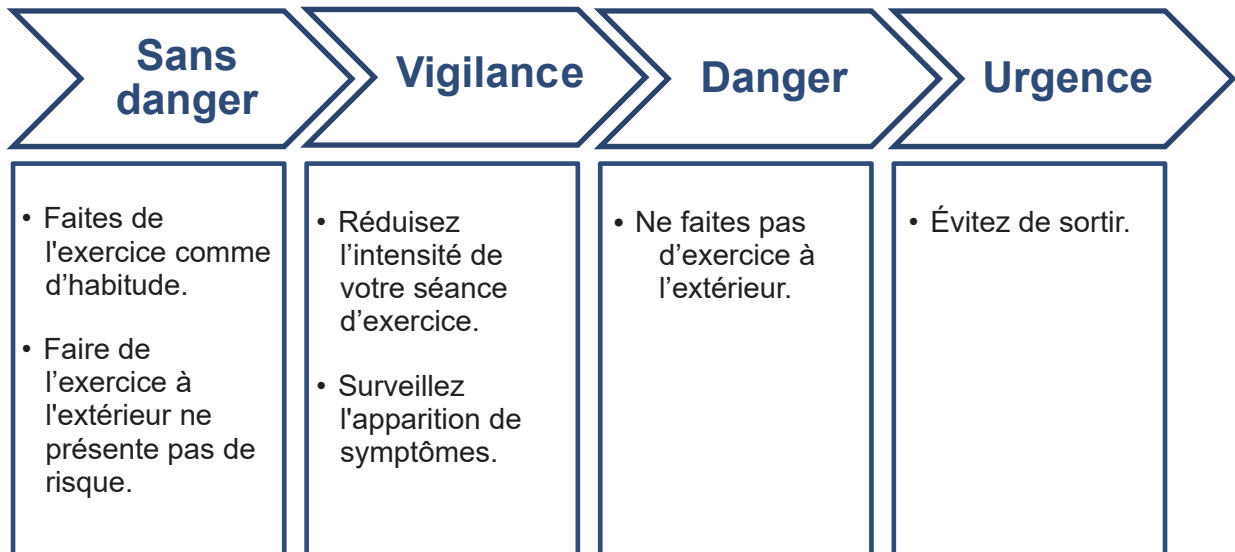 Sans
danger
Vigilance
Danger
Urgence
• Faites de
l'exercice comme
d’habitude.
• Faire de
l’exercice à
l'extérieur ne
présente pas de
risque.
• Réduisez
l’intensité de
votre séance
d’exercice.
• Surveillez
l'apparition de
symptômes.
• Ne faites pas
d’exercice à
l’extérieur.
• Évitez de sortir.